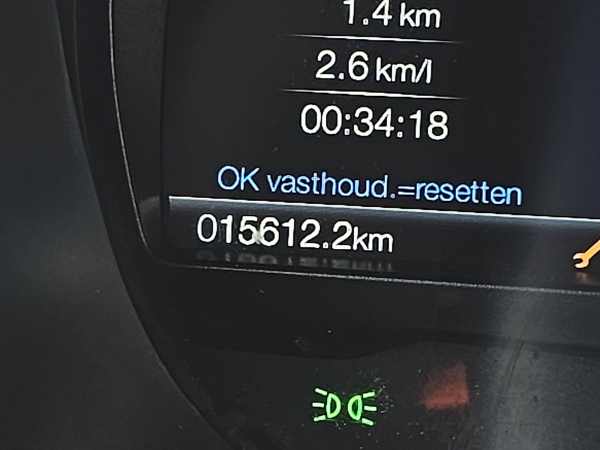 1.4 km
2.6 km/l
00:34:18
OK vasthoud.=resetten
015612.2km